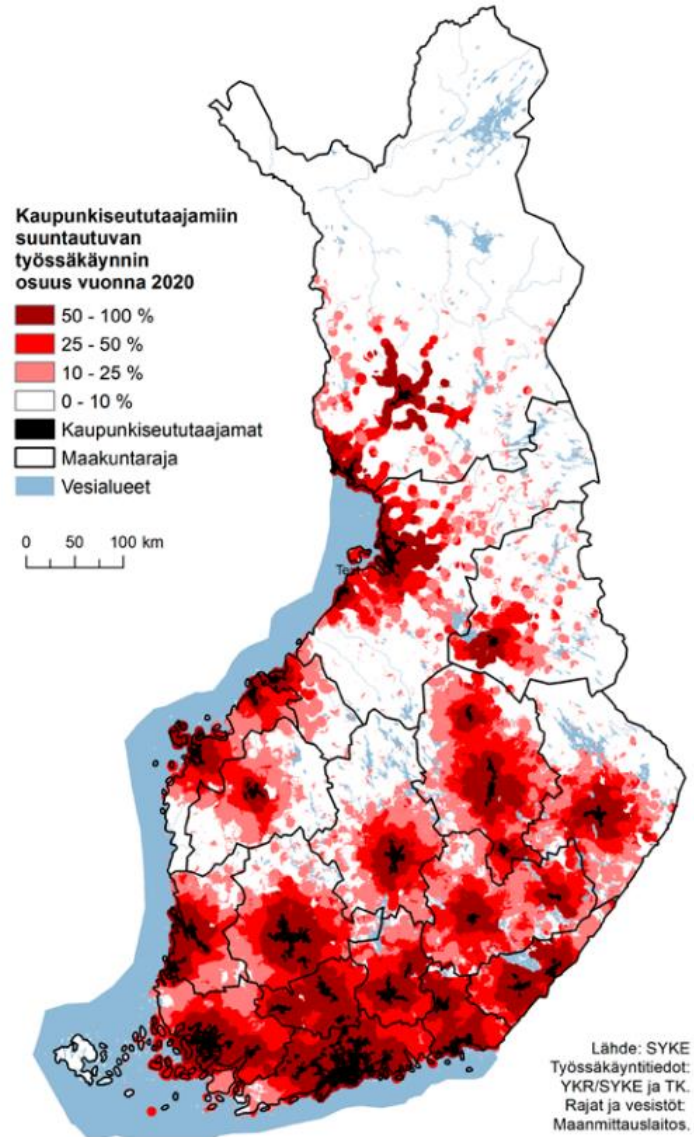 Kaupunkiseututaajamiin
suuntautuvan
työssäkäynnin
osuus vuonna 2020
50 - 100 %
25 - 50 %
10 - 25 %
0 - 10 %
Kaupunkiseututaajamat
Maakuntaraja
Vesialueet
0 50 100 km
Lähde: SYKE
Työssäkäyntitiedot:
YKR/SYKE ja TK.
Rajat ja vesistöt:
Maanmittauslaitos.